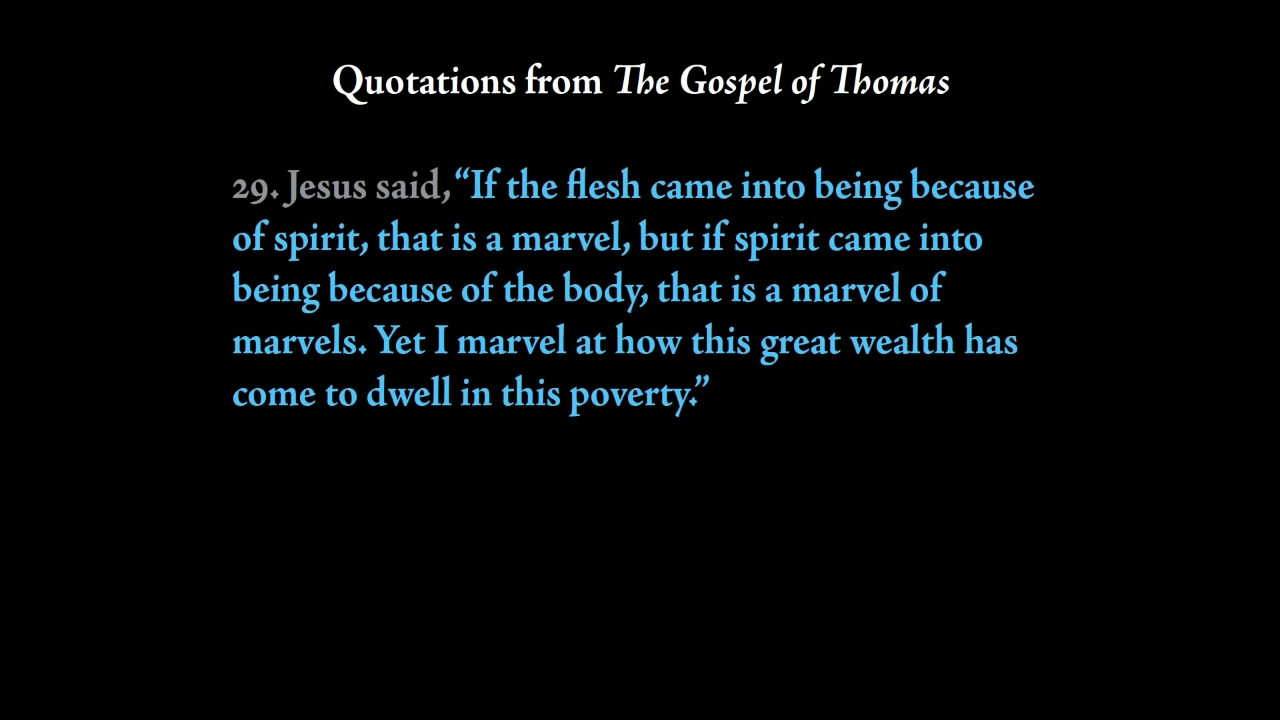 Quotations from The Gospel of Thomas
29. Jesus said, “If the flesh came into being because
of spirit, that is a marvel, but if spirit came into
being because of the body, that is a marvel of
marvels. Yet I marvel at how this great wealth has
come to dwell in this poverty.”